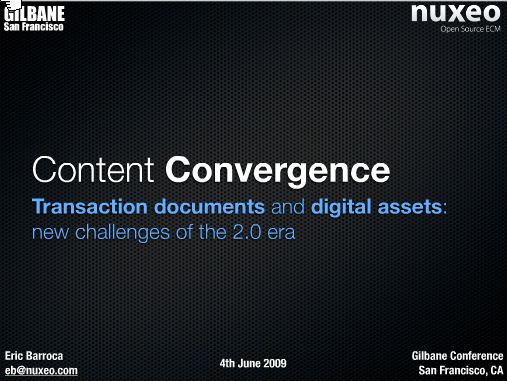 GILBANE
San Francisco
nuxeo
Open Source ECM
Content Convergence
Transaction documents and digital assets:
new challenges of the 2.0 era
Eric Barroca
eb@nuxeo.com
4th June 2009
Gilbane Conference
San Francisco, CA